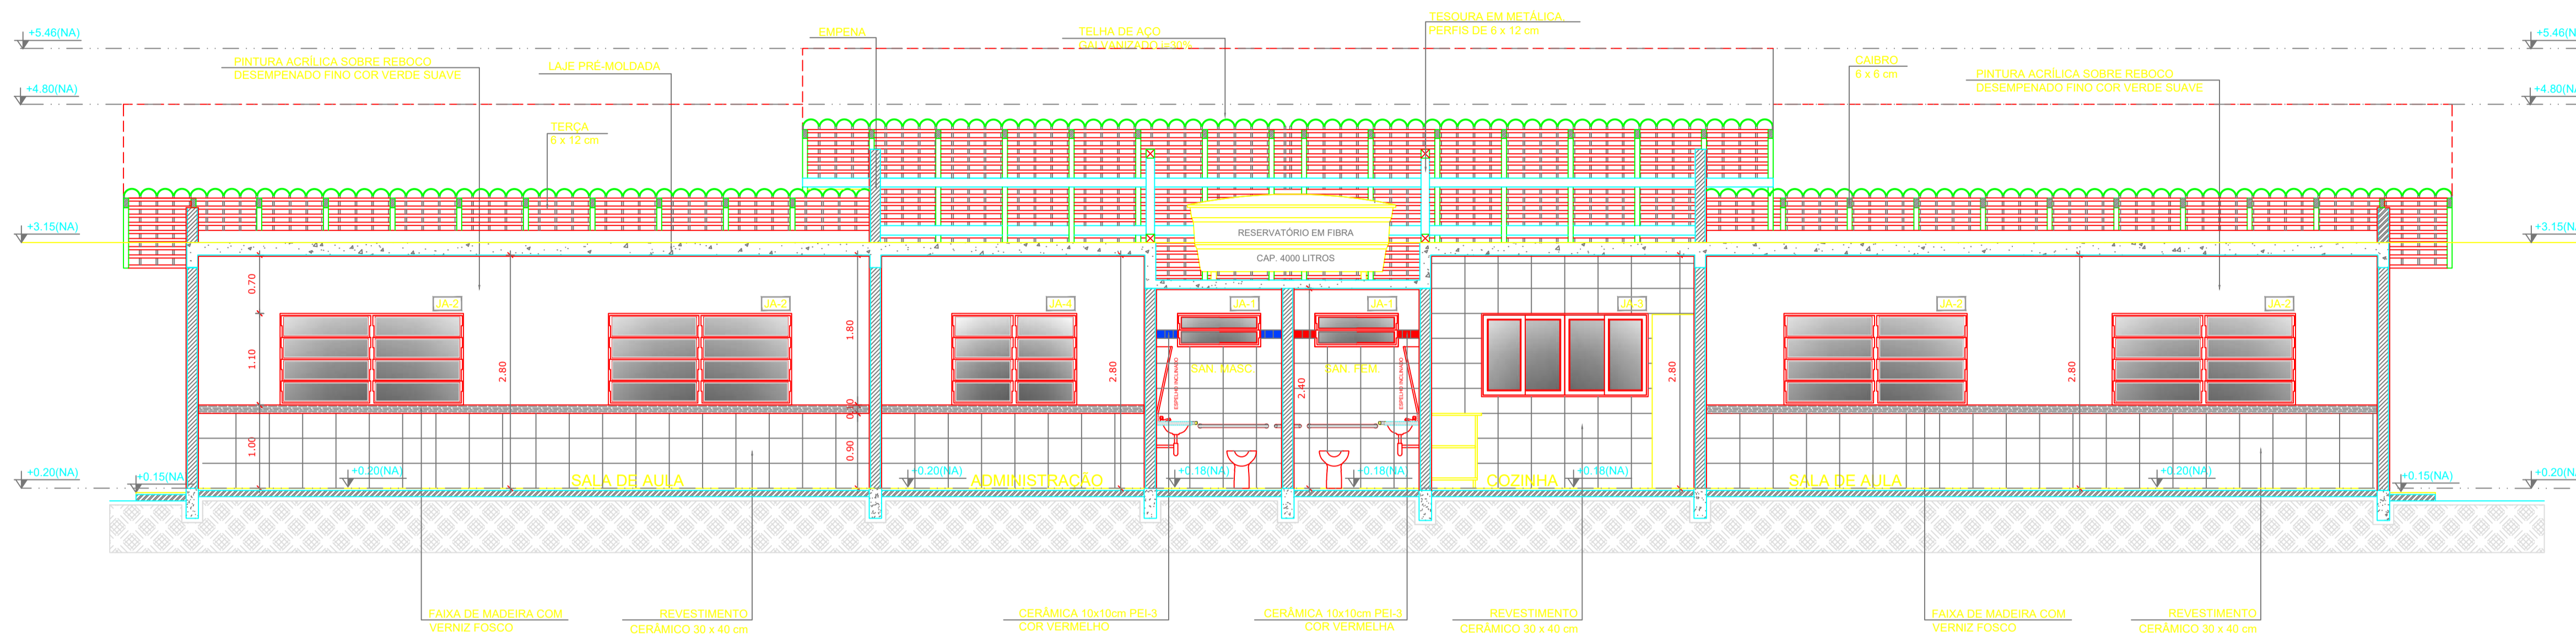 TESOURA EM METÁLICA
PERFIS DE 6 x 12 cm
EMPENA
TELHA DE AÇO
GALVANIZADO i=30%
+5.46(NA)
+5.46(N
PINTURA ACRÍLICA SOBRE REBOCO
DESEMPENADO FINO COR VERDE SUAVE
LAJE PRÉ-MOLDADA
CAIBRO
6 x 6 cm
PINTURA ACRÍLICA SOBRE REBOCO
DESEMPENADO FINO COR VERDE SUAVE
+4.80(NA)
+4.80(NA
TERÇA
6 x 12 cm
+3.15(NA)
+3.15(NA
RESERVATÓRIO EM FIBRA
CAP. 4000 LITROS
0.70
JA-2
JA-2
JA-4
JA-1
JA-1
JA-3
JA-2
JA-2
1.80
1.10
2.80
2.80
ESPELHO INCLINADO
SAN. MASC.
SAN. FEM.
ESPELHO INCLINADO
2.40
2.80
2.80
0.10
1.00
0.90
+0.20(NA)
+0.15(NA)
+0.20(NA)
SALA DE AULA
+0.20(NA)
ADMINISTRAÇÃO
+0.18(NA)
+0.18(NA)
COZINHA
+0.18(NA)
SALA DE AULA
+0.20(NA)
+0.15(NA)
+0.20(NA
FAIXA DE MADEIRA COM
VERNIZ FOSCO
REVESTIMENTO
CERÂMICO 30 x 40 cm
CERÂMICA 10x10cm PEI-3
COR VERMELHO
CERÂMICA 10x10cm PEI-3
COR VERMELHA
REVESTIMENTO
CERÂMICO 30 x 40 cm
FAIXA DE MADEIRA COM
VERNIZ FOSCO
REVESTIMENTO
CERÂMICO 30 x 40 cm